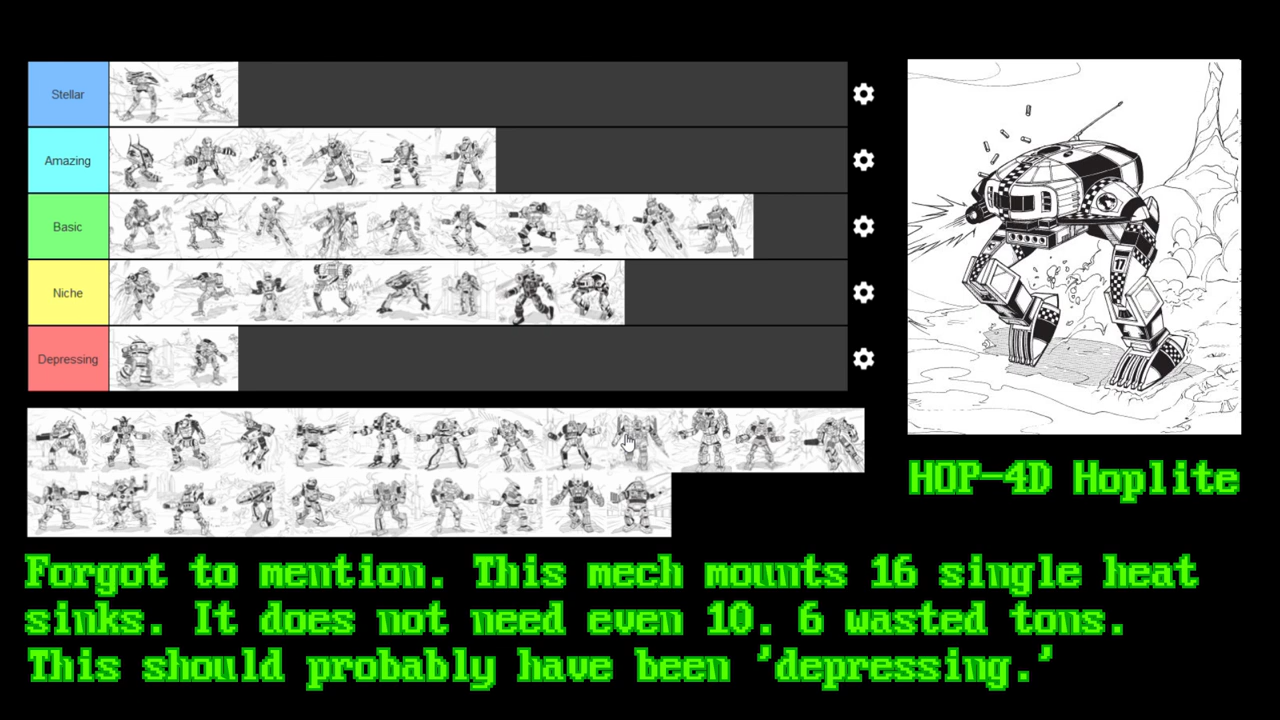 Stellar
Amazing
Basic
Niche
Depressing
HOP-4D Hoplite
Forgot to mention. This mech mounts 16 single heat
sinks. It does not need even 10. 6 wasted tons.
This should probably have been 'depressing.'